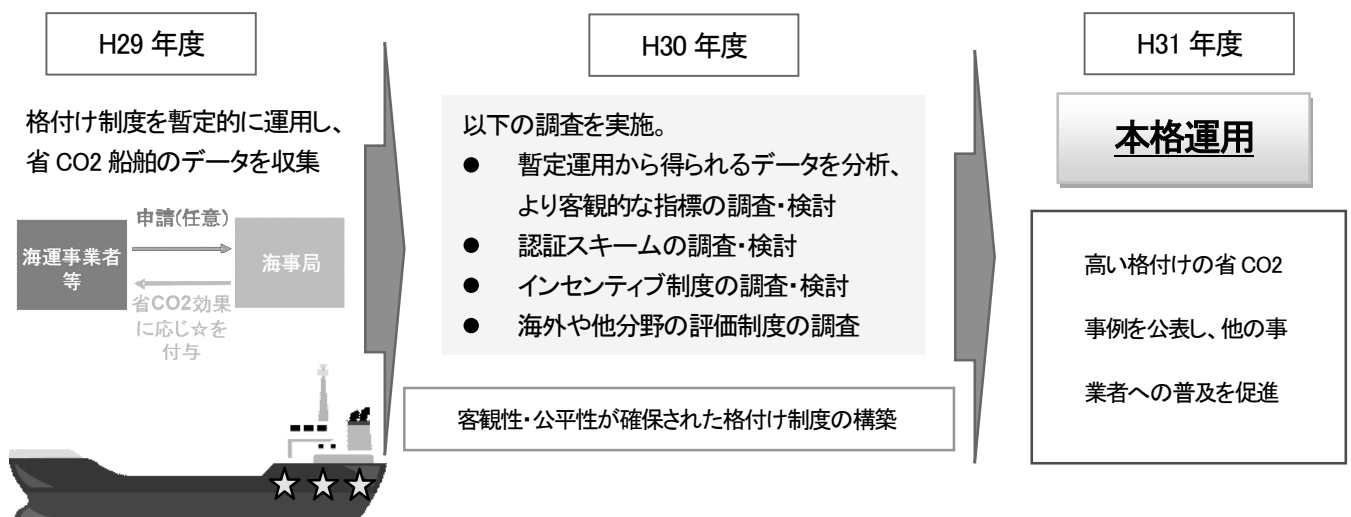 H29 年度
格付け制度を暫定的に運用し、
省 CO2 船舶のデータを収集
申請(任意)
海運事業者
等
海事局
省CO2効果
に応じ☆を
付与
H30 年度
以下の調査を実施。
● 暫定運用から得られるデータを分析、
より客観的な指標の調査・検討
● 認証スキームの調査・検討
● インセンティブ制度の調査・検討
● 海外や他分野の評価制度の調査
客観性・公平性が確保された格付け制度の構築
H31 年度
本格運用
高い格付けの省 CO2
事例を公表し、他の事
業者への普及を促進